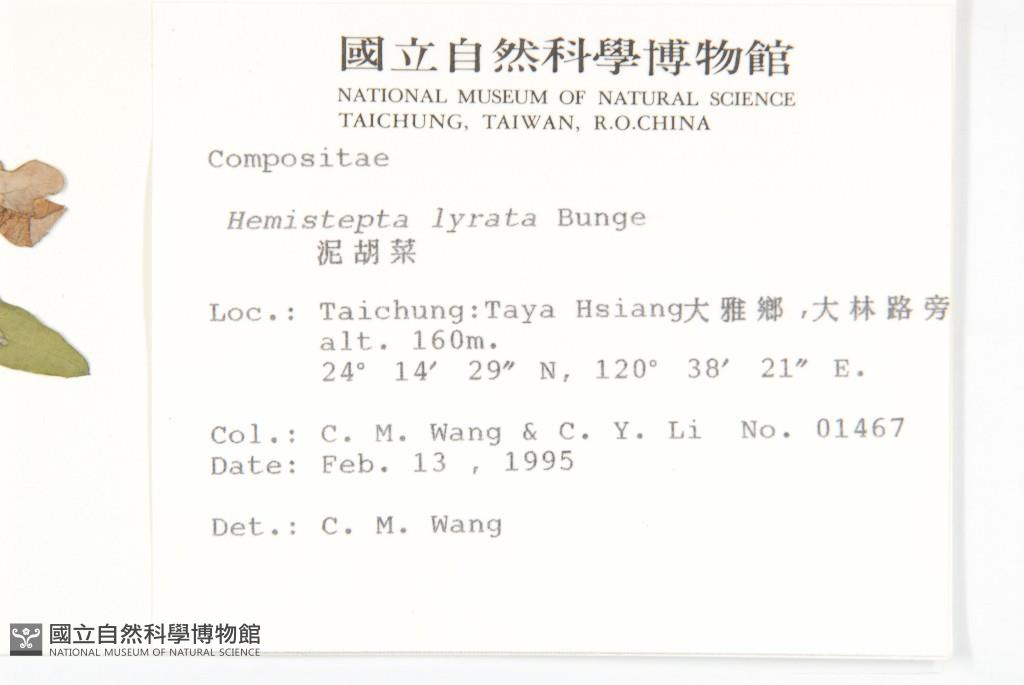 國立自然科學博物館
NATIONAL MUSEUM OF NATURAL SCIENCE
TAICHUNG, TAIWAN, R.O.CHINA
Compositae
Hemistepta lyrata Bunge
泥胡菜
Loc.: Taichung:Taya Hsiang大雅鄉,大林路旁
alt. 160m.
24° 14′ 29″ N, 120° 38′ 21″ E.
Col.: C. M. Wang & C. Y. Li No. 01467
Date: Feb. 13 , 1995
Det.: C. M. Wang
國立自然科學博物館
NATIONAL MUSEUM OF NATURAL SCIENCE